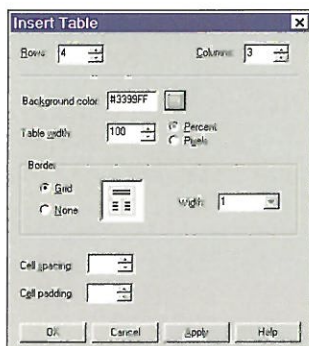 Insert Table
Rows: 4 Columns: 3
Background color: #3399FF
Table width: 100 Percent
Pixels
Border
Grid
None
Width: 1
Cell spacing:
Cell padding:
OK Cancel Apply Help